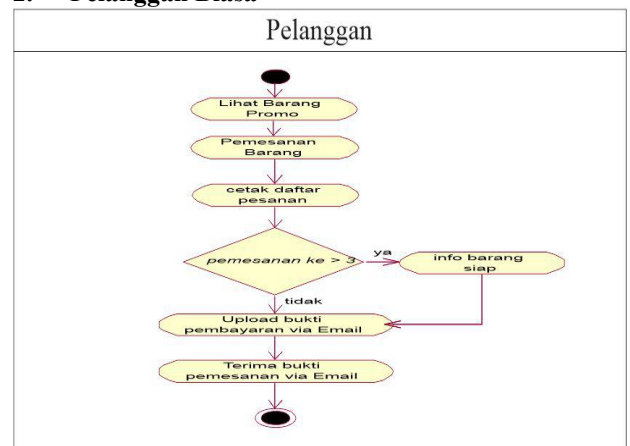 2. Pelanggan Biasa
Pelanggan
Lihat Barang
Promo
Pemesanan
Barang
cetak daftar
pesanan
pemesanan ke > 3
ya
info barang
siap
tidak
Upload bukti
pembayaran via Email
Terima bukti
pemesanan via Email